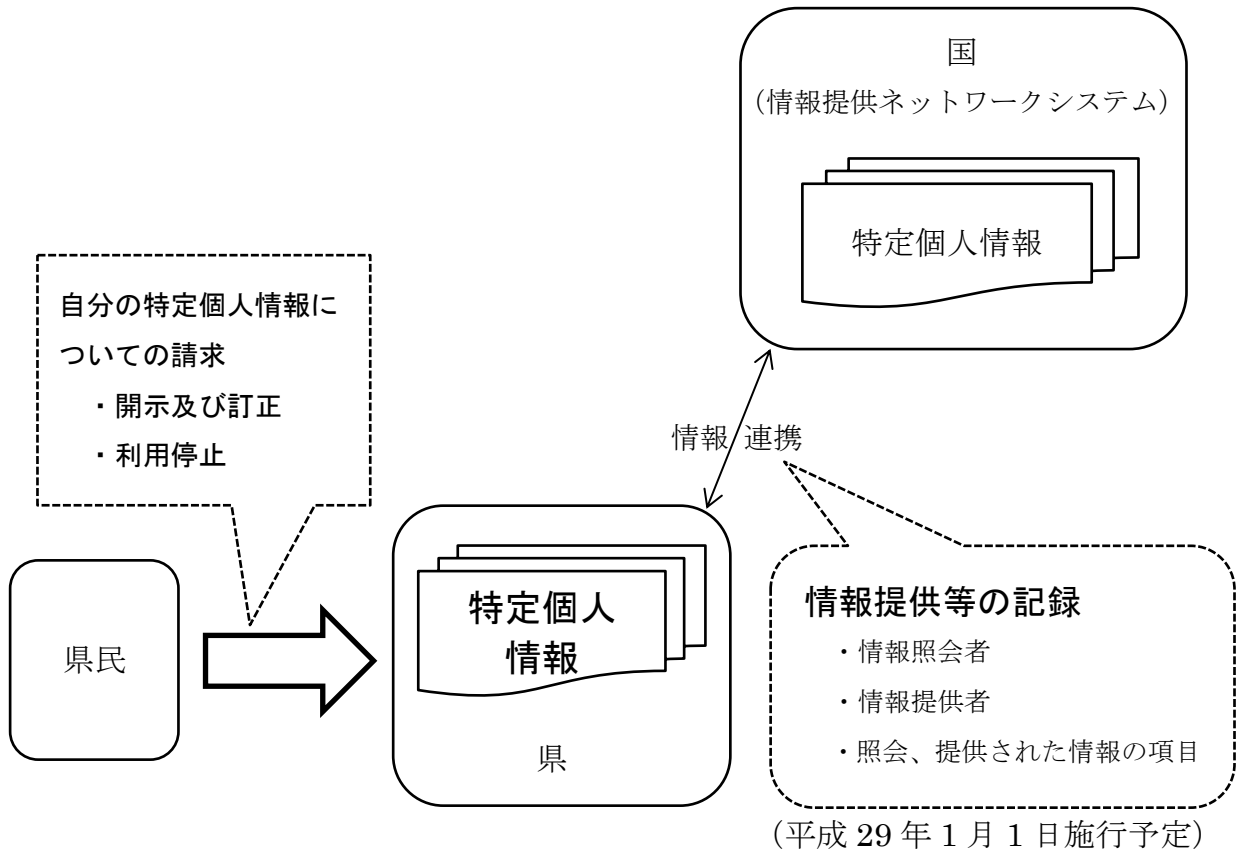 国
（情報提供ネットワークシステム）
特定個人情報
自分の特定個人情報に
ついての請求
・開示及び訂正
・利用停止
情報 連携
県民
特定個人
情報
県
情報提供等の記録
・情報照会者
・情報提供者
・照会、提供された情報の項目
（平成 29 年 1 月 1 日施行予定）